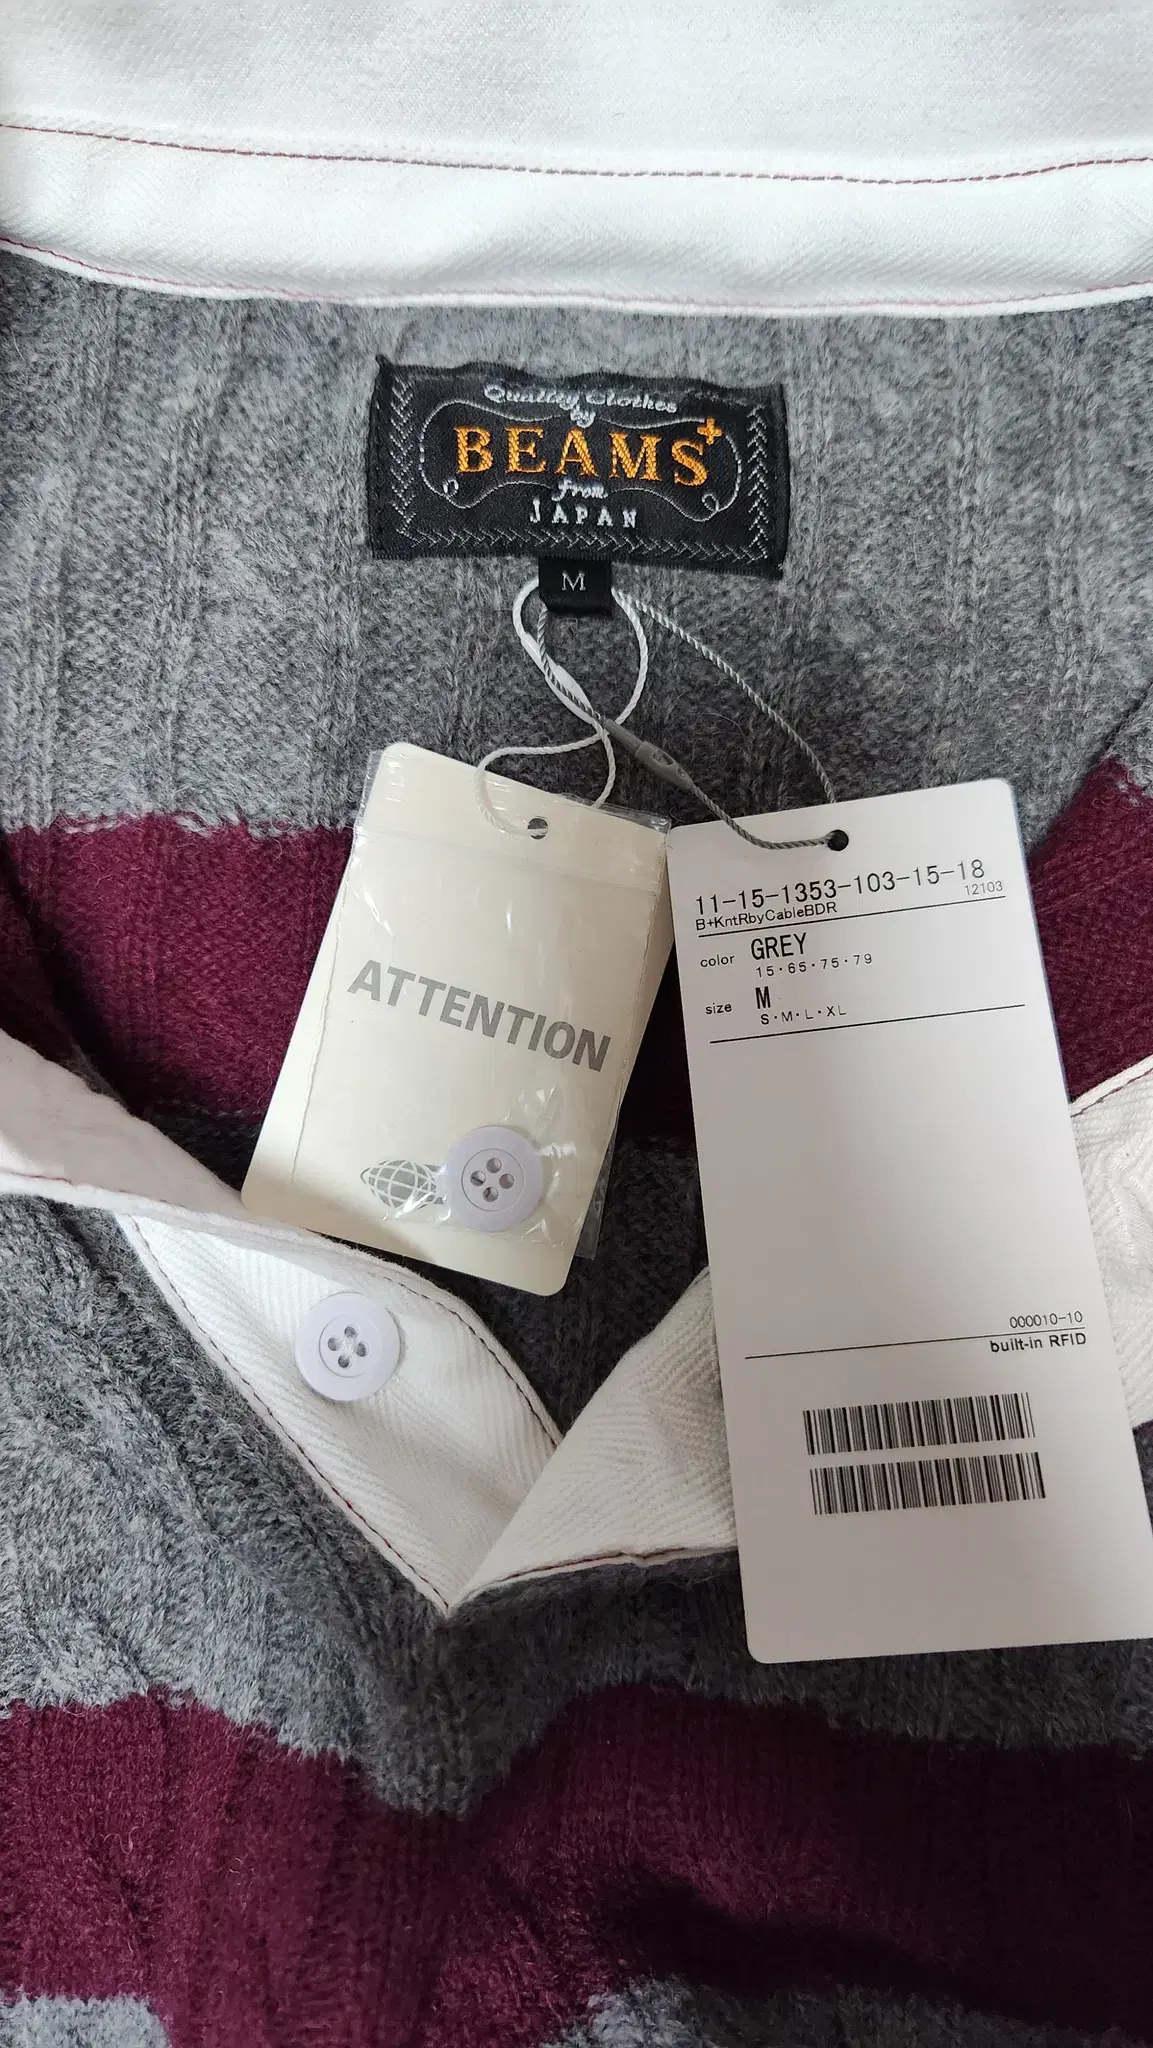 Quality Clothes
by
BEAMS+
from
JAPAN
M
ATTENTION
11-15-1353-103-15-18
12103
B+KntRbyCableBDR
color GREY
15・65・75・79
size M
S・M・L・XL
000010-10
built-in RFID